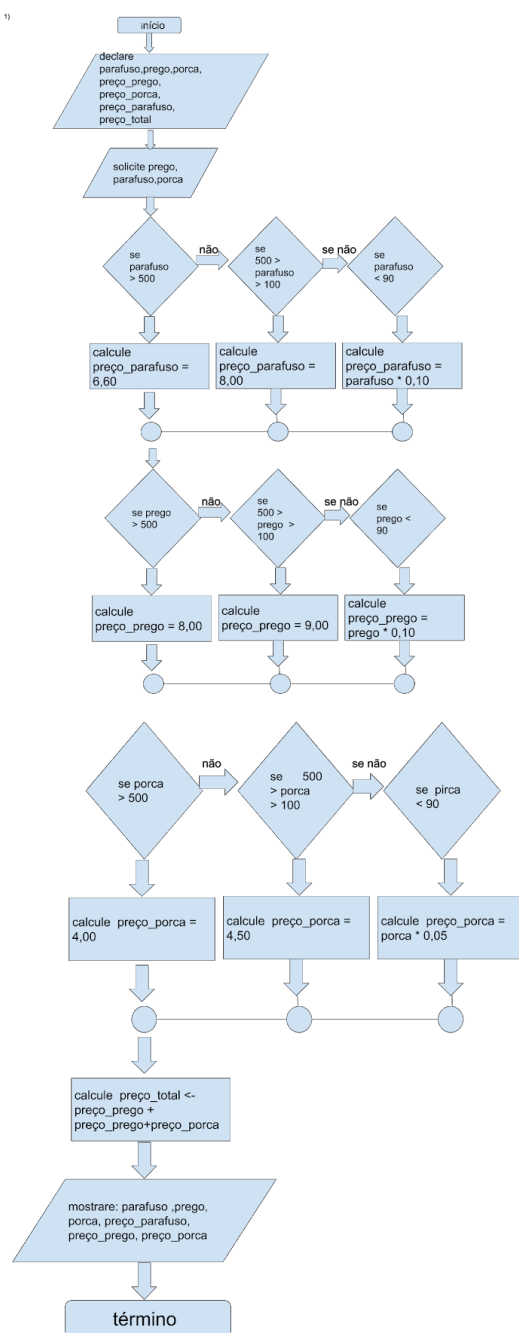 1)
início
declare
parafuso,prego,porca,
preço_prego,
preço_porca,
preço_parafuso,
preço_total
solicite prego,
parafuso,porca
se
parafuso
> 500
não
se
500 >
parafuso
> 100
se não
se
parafuso
< 90
calcule
preço_parafuso =
6,60
calcule
preço_parafuso =
8,00
calcule
preço_parafuso =
parafuso * 0,10
se prego
> 500
não
se
500 >
prego >
100
se não
se
prego <
90
calcule
preço_prego = 8,00
calcule
preço_prego = 9,00
calcule
preço_prego =
prego * 0,10
se porca
> 500
não
se 500
> porca
> 100
se não
se pirca
< 90
calcule preço_porca =
4,00
calcule preço_porca =
4,50
calcule preço_porca =
porca * 0,05
calcule preço_total <-
preço_prego +
preço_prego+preço_porca
mostrare: parafuso ,prego,
porca, preço_parafuso,
preço_prego, preço_porca
término